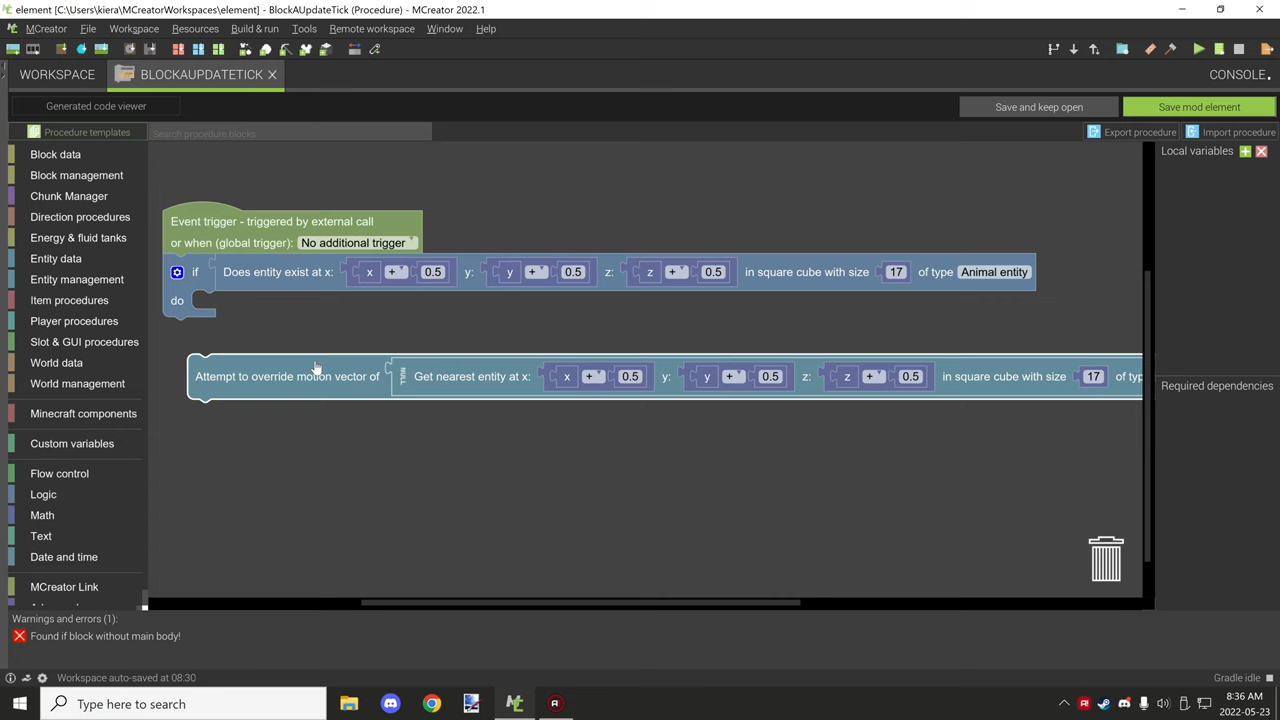 element [C:\Users\kiera\MCreatorWorkspaces\element] - BlockAUpdateTick (Procedure) - MCreator 2022.1
MCreator File Workspace Resources Build & run Tools Remote workspace Window Help
WORKSPACE BLOCKAUPDATETICK CONSOLE
Generated code viewer Save and keep open Save mod element
Procedure templates Search procedure blocks Export procedure Import procedure
Local variables
Block data
Block management
Chunk Manager
Direction procedures
Energy & fluid tanks
Entity data
Entity management
Item procedures
Player procedures
Slot & GUI procedures
World data
World management
Minecraft components
Custom variables
Flow control
Logic
Math
Text
Date and time
MCreator Link
Event trigger - triggered by external call
or when (global trigger): No additional trigger
if Does entity exist at x: x + 0.5 y: y + 0.5 z: z + 0.5 in square cube with size 17 of type Animal entity
do
Attempt to override motion vector of NULL Get nearest entity at x: x + 0.5 y: y + 0.5 z: z + 0.5 in square cube with size 17 of typ
Required dependencies
Warnings and errors (1):
Found if block without main body!
Workspace auto-saved at 08:30 Gradle idle
Type here to search
8:36 AM
2022-05-23